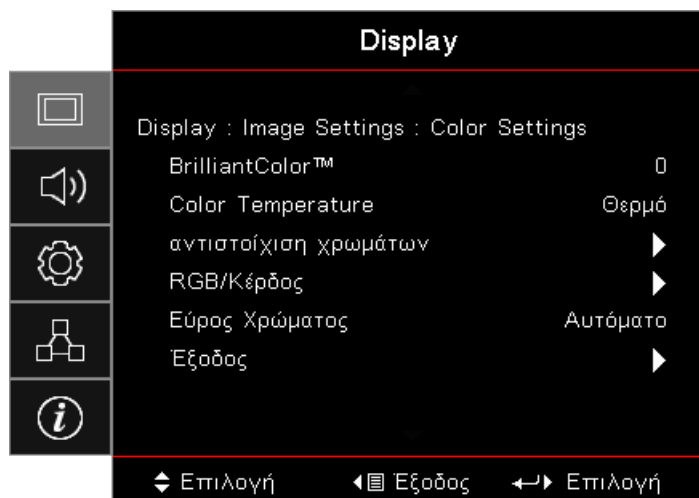 Display
Display : Image Settings : Color Settings
BrilliantColor™ 0
Color Temperature Θερμό
αντιστοίχιση χρωμάτων
RGB/Κέρδος
Εύρος Χρώματος Αυτόματο
Έξοδος
Επιλογή Έξοδος Επιλογή